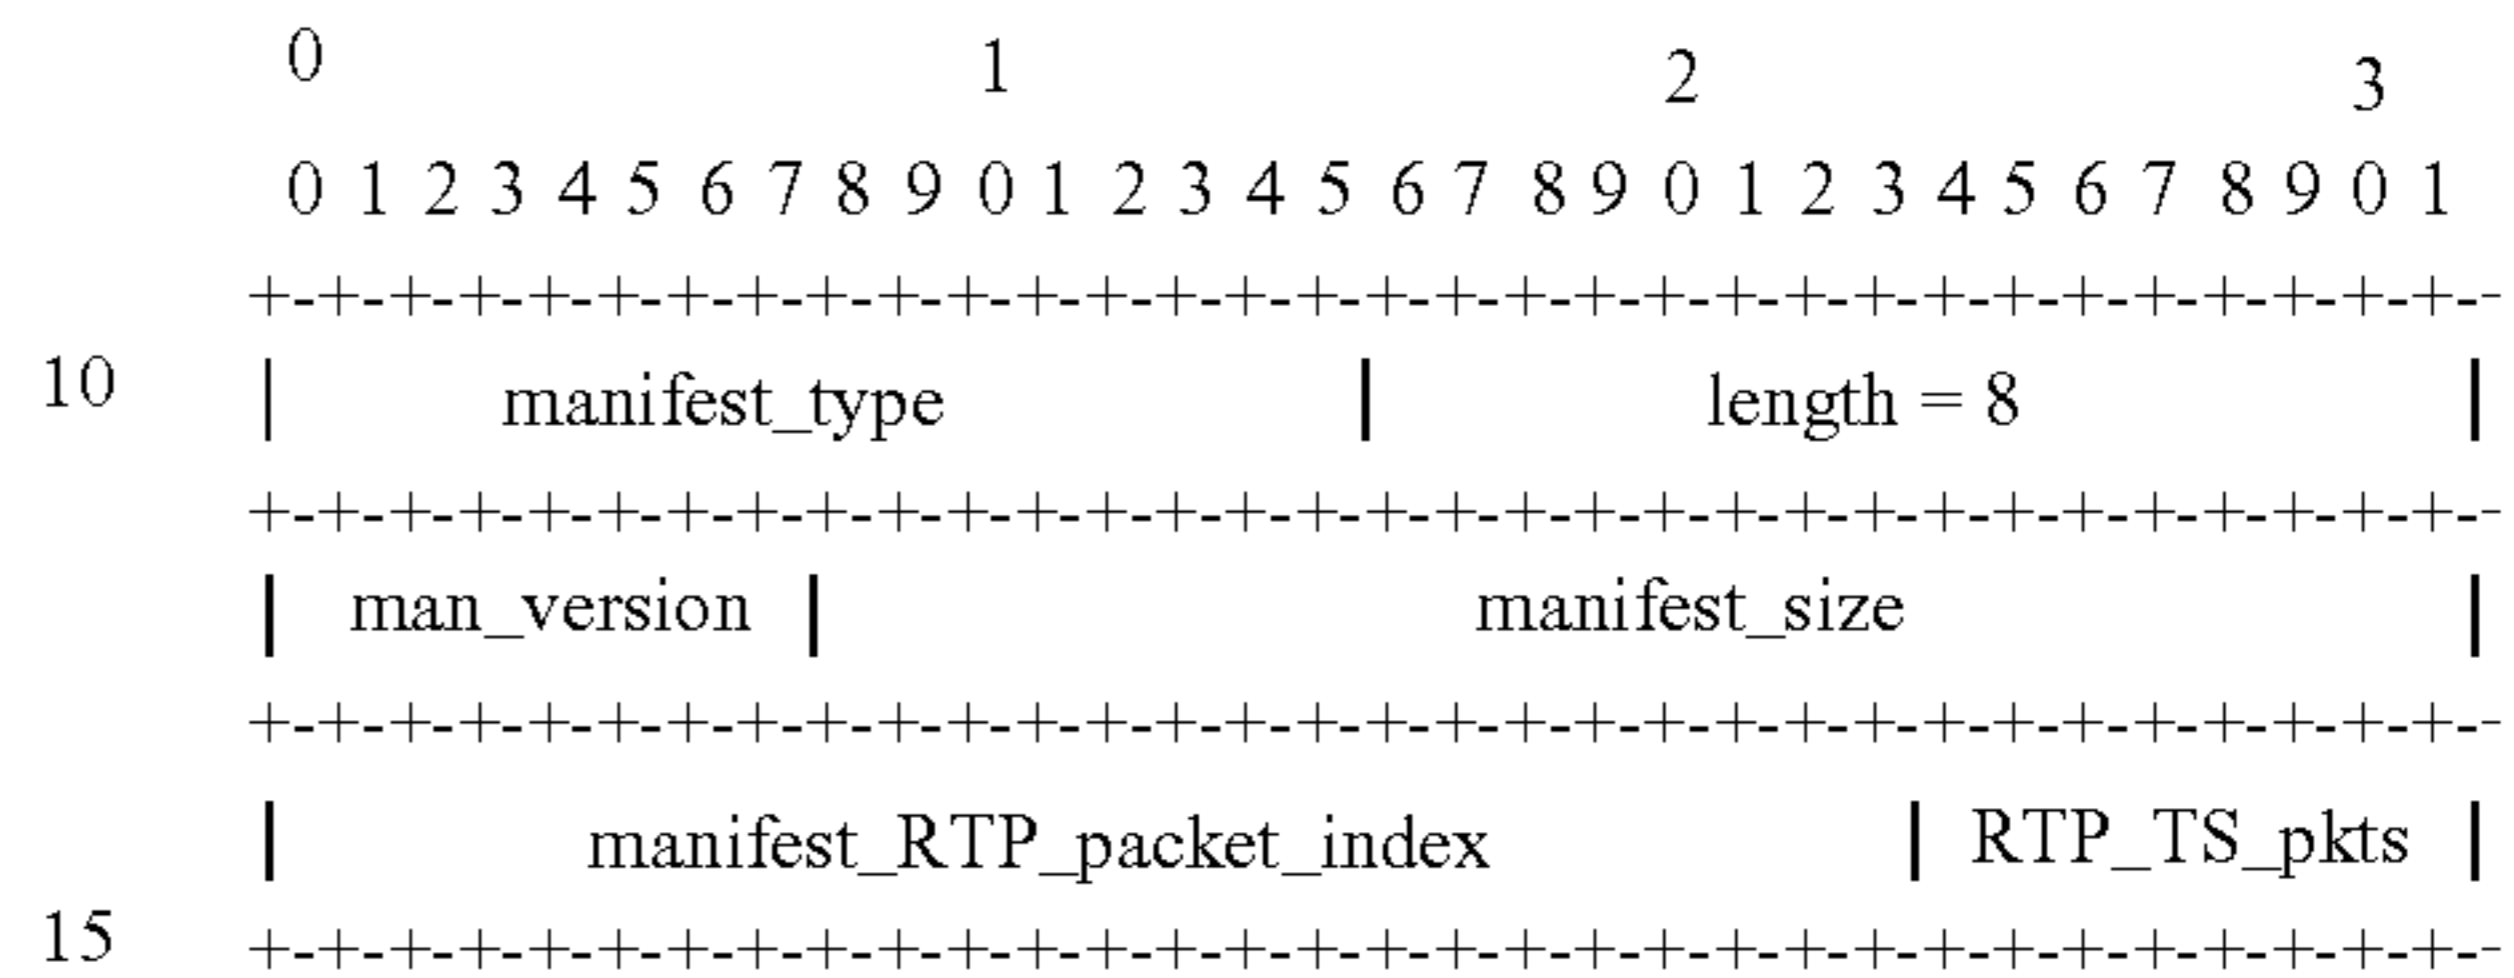 0 1 2 3
0 1 2 3 4 5 6 7 8 9 0 1 2 3 4 5 6 7 8 9 0 1 2 3 4 5 6 7 8 9 0 1
+-+-+-+-+-+-+-+-+-+-+-+-+-+-+-+-+-+-+-+-+-+-+-+-+-+-+-+-+-+-+-+-+-
10 | manifest_type | length = 8 |
+-+-+-+-+-+-+-+-+-+-+-+-+-+-+-+-+-+-+-+-+-+-+-+-+-+-+-+-+-+-+-+-+-
| man_version | manifest_size |
+-+-+-+-+-+-+-+-+-+-+-+-+-+-+-+-+-+-+-+-+-+-+-+-+-+-+-+-+-+-+-+-+-
| manifest_RTP_packet_index | RTP_TS_pkts |
15 +-+-+-+-+-+-+-+-+-+-+-+-+-+-+-+-+-+-+-+-+-+-+-+-+-+-+-+-+-+-+-+-+-